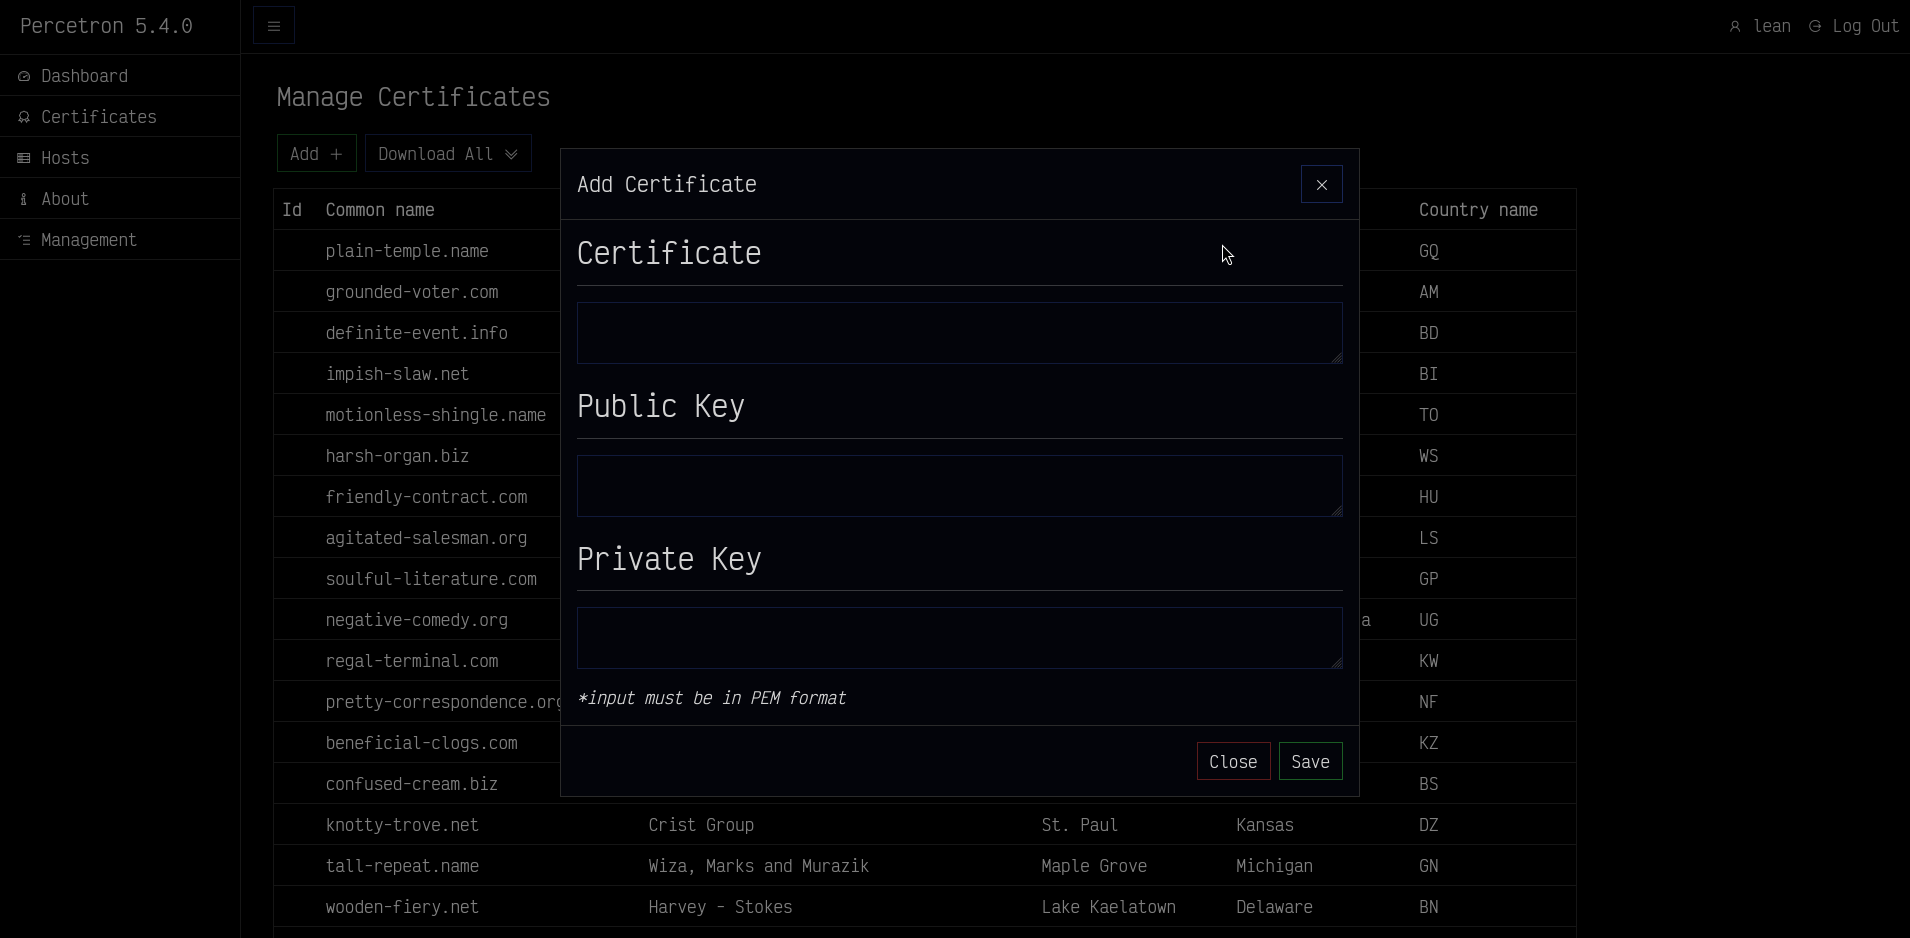 Percetron 5.4.0
lean Log Out
Dashboard
Certificates
Hosts
About
Management
Manage Certificates
Add
Download All
Id Common name Country name
plain-temple.name GQ
grounded-voter.com AM
definite-event.info BD
impish-slaw.net BI
motionless-shingle.name TO
harsh-organ.biz WS
friendly-contract.com HU
agitated-salesman.org LS
soulful-literature.com GP
negative-comedy.org a UG
regal-terminal.com KW
pretty-correspondence.org NF
beneficial-clogs.com KZ
confused-cream.biz BS
knotty-trove.net Crist Group St. Paul Kansas DZ
tall-repeat.name Wiza, Marks and Murazik Maple Grove Michigan GN
wooden-fiery.net Harvey - Stokes Lake Kaelatown Delaware BN
Add Certificate
Certificate
Public Key
Private Key
*input must be in PEM format
Close Save